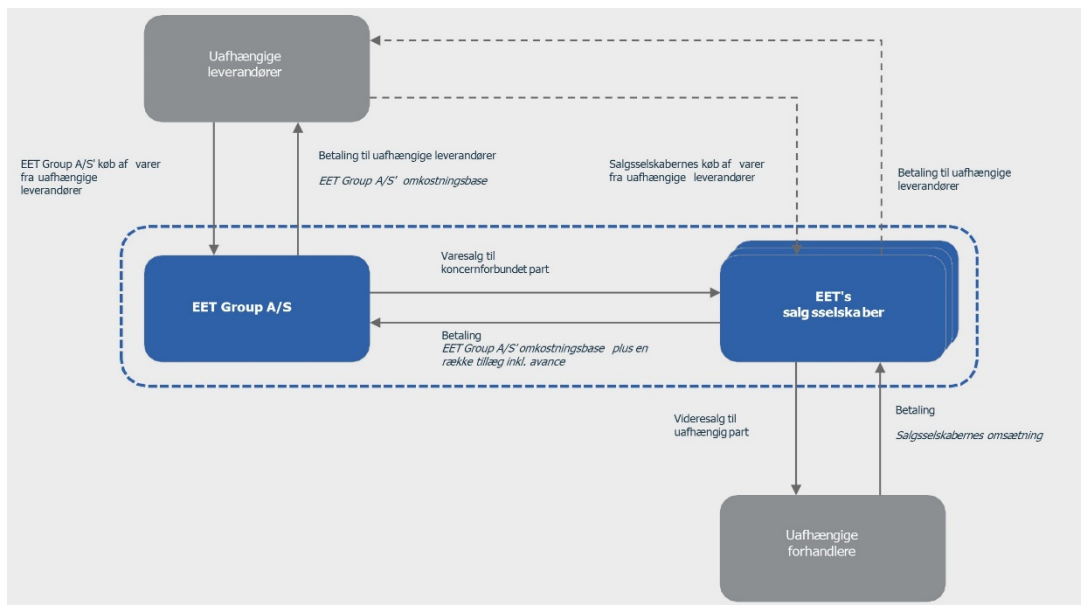 Uafhængige
leverandører
EET Group A/S' køb af varer
fra uafhængige
leverandører
Betaling til uafhængige leverandører
EET Group A/S' omkostningsbase
Salgsselskabernes køb af varer
fra uafhængige leverandører
Betaling til uafhængige
leverandører
EET Group A/S
Varesalg til
koncernforbundet part
Betaling
EET Group A/S' omkostningsbase plus en
række tillæg inkl. avance
EET's
salgsselskaber
Videresalg til
uafhængig part
Betaling
Salgsselskabernes omsætning
Uafhængige
forhandlere